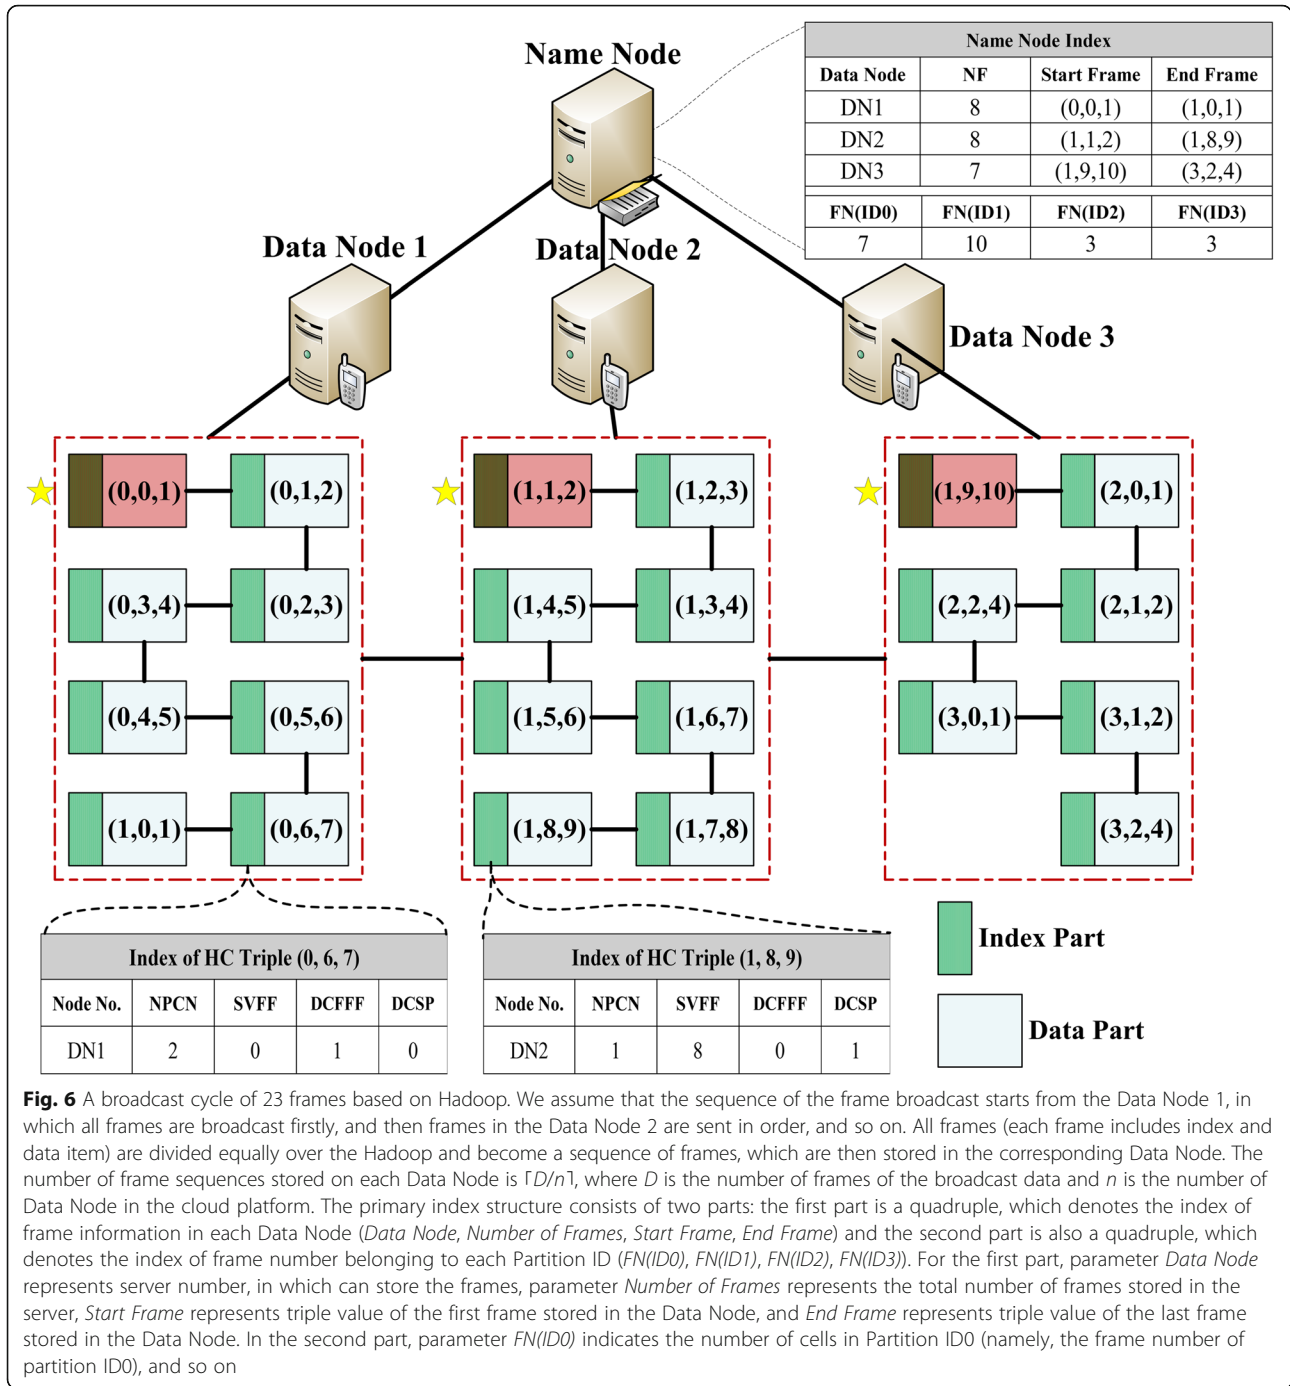 Name Node
Name Node Index
Data Node NF Start Frame End Frame
DN1 8 (0,0,1) (1,0,1)
DN2 8 (1,1,2) (1,8,9)
DN3 7 (1,9,10) (3,2,4)
FN(ID0) FN(ID1) FN(ID2) FN(ID3)
7 10 3 3
Data Node 1
Data Node 2
Data Node 3
(0,0,1) (0,1,2)
(0,3,4) (0,2,3)
(0,4,5) (0,5,6)
(1,0,1) (0,6,7)
(1,1,2) (1,2,3)
(1,4,5) (1,3,4)
(1,5,6) (1,6,7)
(1,8,9) (1,7,8)
(1,9,10) (2,0,1)
(2,2,4) (2,1,2)
(3,0,1) (3,1,2)
(3,2,4)
Index of HC Triple (0, 6, 7)
Node No. NPCN SVFF DCFFF DCSP
DN1 2 0 1 0
Index of HC Triple (1, 8, 9)
Node No. NPCN SVFF DCFFF DCSP
DN2 1 8 0 1
Index Part
Data Part
Fig. 6 A broadcast cycle of 23 frames based on Hadoop. We assume that the sequence of the frame broadcast starts from the Data Node 1, in
which all frames are broadcast firstly, and then frames in the Data Node 2 are sent in order, and so on. All frames (each frame includes index and
data item) are divided equally over the Hadoop and become a sequence of frames, which are then stored in the corresponding Data Node. The
number of frame sequences stored on each Data Node is ⌈D/n⌉, where D is the number of frames of the broadcast data and n is the number of
Data Node in the cloud platform. The primary index structure consists of two parts: the first part is a quadruple, which denotes the index of
frame information in each Data Node (Data Node, Number of Frames, Start Frame, End Frame) and the second part is also a quadruple, which
denotes the index of frame number belonging to each Partition ID (FN(ID0), FN(ID1), FN(ID2), FN(ID3)). For the first part, parameter Data Node
represents server number, in which can store the frames, parameter Number of Frames represents the total number of frames stored in the
server, Start Frame represents triple value of the first frame stored in the Data Node, and End Frame represents triple value of the last frame
stored in the Data Node. In the second part, parameter FN(ID0) indicates the number of cells in Partition ID0 (namely, the frame number of
partition ID0), and so on